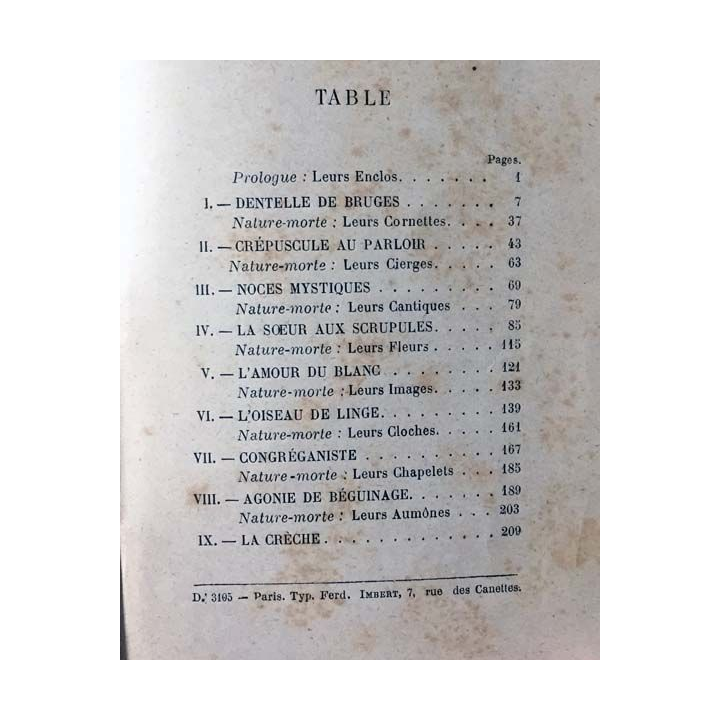 TABLE
Pages.
Prologue : Leurs Enclos. . . . . . . . 1
I. — DENTELLE DE BRUGES . . . . . . 7
Nature-morte : Leurs Cornettes. . . . 37
II. — CRÉPUSCULE AU PARLOIR . . . . . 43
Nature-morte : Leurs Cierges. . . . . 63
III. — NOCES MYSTIQUES . . . . . . . . 69
Nature-morte : Leurs Cantiques . . . . 79
IV. — LA SŒUR AUX SCRUPULES. . . . . 85
Nature-morte : Leurs Fleurs . . . . . 115
V. — L'AMOUR DU BLANC . . . . . . . 121
Nature-morte : Leurs Images. . . . . 133
VI. — L'OISEAU DE LINGE. . . . . . . . 139
Nature-morte : Leurs Cloches. . . . . 161
VII. — CONGRÉGANISTE . . . . . . . . . 167
Nature-morte : Leurs Chapelets . . . . 185
VIII. — AGONIE DE BÉGUINAGE. . . . . . . 189
Nature-morte : Leurs Aumônes . . . 203
IX. — LA CRÈCHE . . . . . . . . . . . . 209
D.' 3105 — Paris. Typ. Ferd. IMBERT, 7, rue des Canettes.